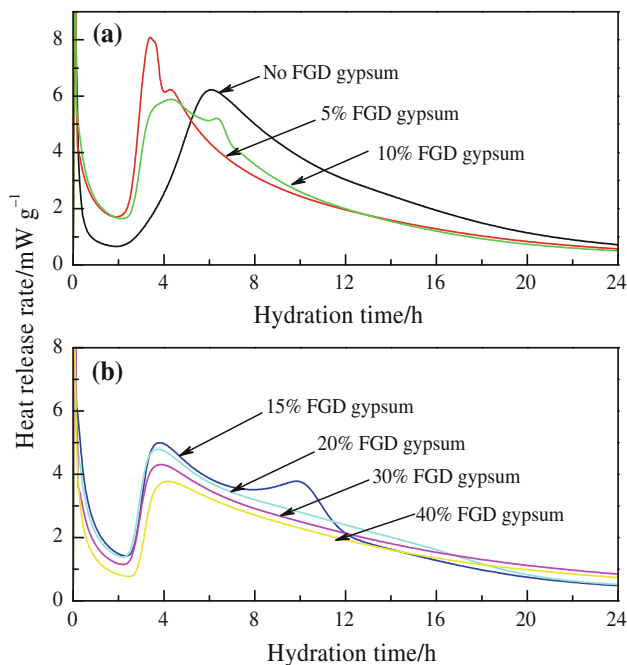 (a)
No FGD gypsum
5% FGD gypsum
10% FGD gypsum
8
6
4
2
0
0 4 8 12 16 20 24
Hydration time/h
Heat release rate/mW g⁻¹
(b)
15% FGD gypsum
20% FGD gypsum
30% FGD gypsum
40% FGD gypsum
8
6
4
2
0
0 4 8 12 16 20 24
Hydration time/h